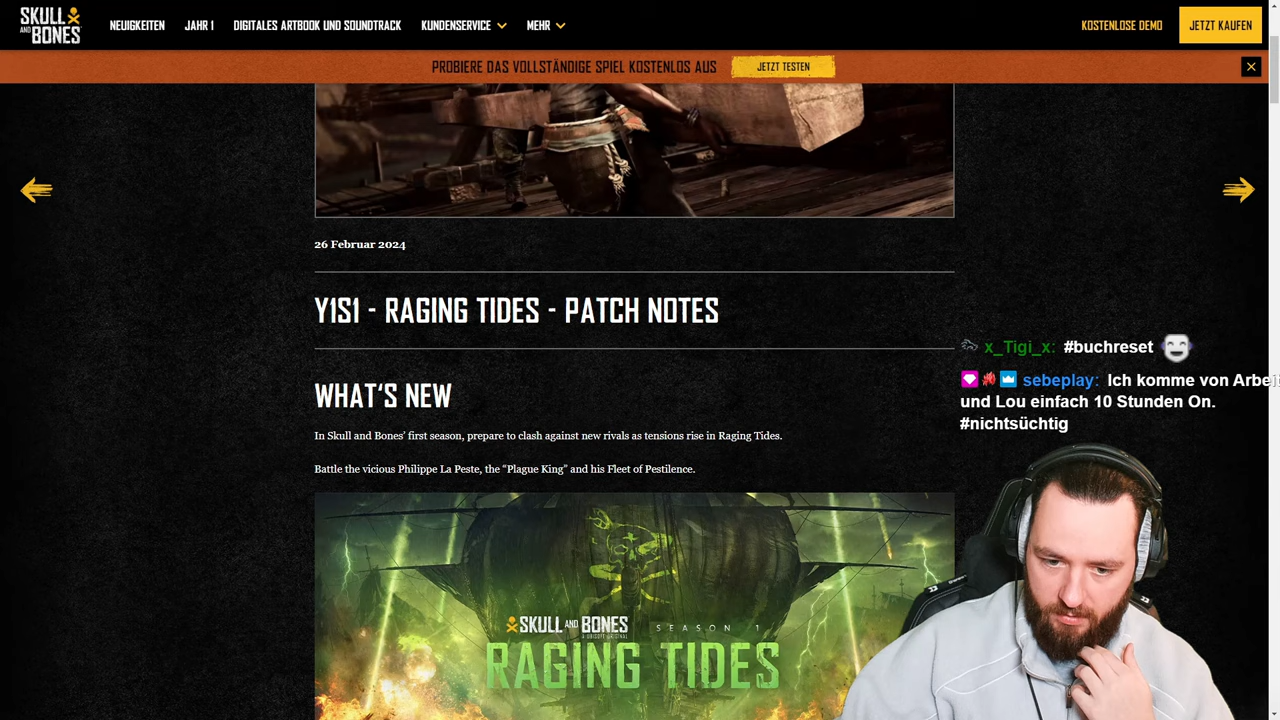 SKULL AND BONES
NEUIGKEITEN JAHR 1 DIGITALES ARTBOOK UND SOUNDTRACK KUNDENSERVICE MEHR KOSTENLOSE DEMO JETZT KAUFEN
PROBIERE DAS VOLLSTÄNDIGE SPIEL KOSTENLOS AUS JETZT TESTEN
26 Februar 2024
Y1S1 - RAGING TIDES - PATCH NOTES
WHAT'S NEW
In Skull and Bones' first season, prepare to clash against new rivals as tensions rise in Raging Tides.
Battle the vicious Philippe La Peste, the "Plague King" and his Fleet of Pestilence.
SKULL AND BONES SEASON 1
A UBISOFT ORIGINAL
RAGING TIDES
x_Tigi_x: #buchreset
sebeplay: Ich komme von Arbeit
und Lou einfach 10 Stunden On.
#nichtsüchtig